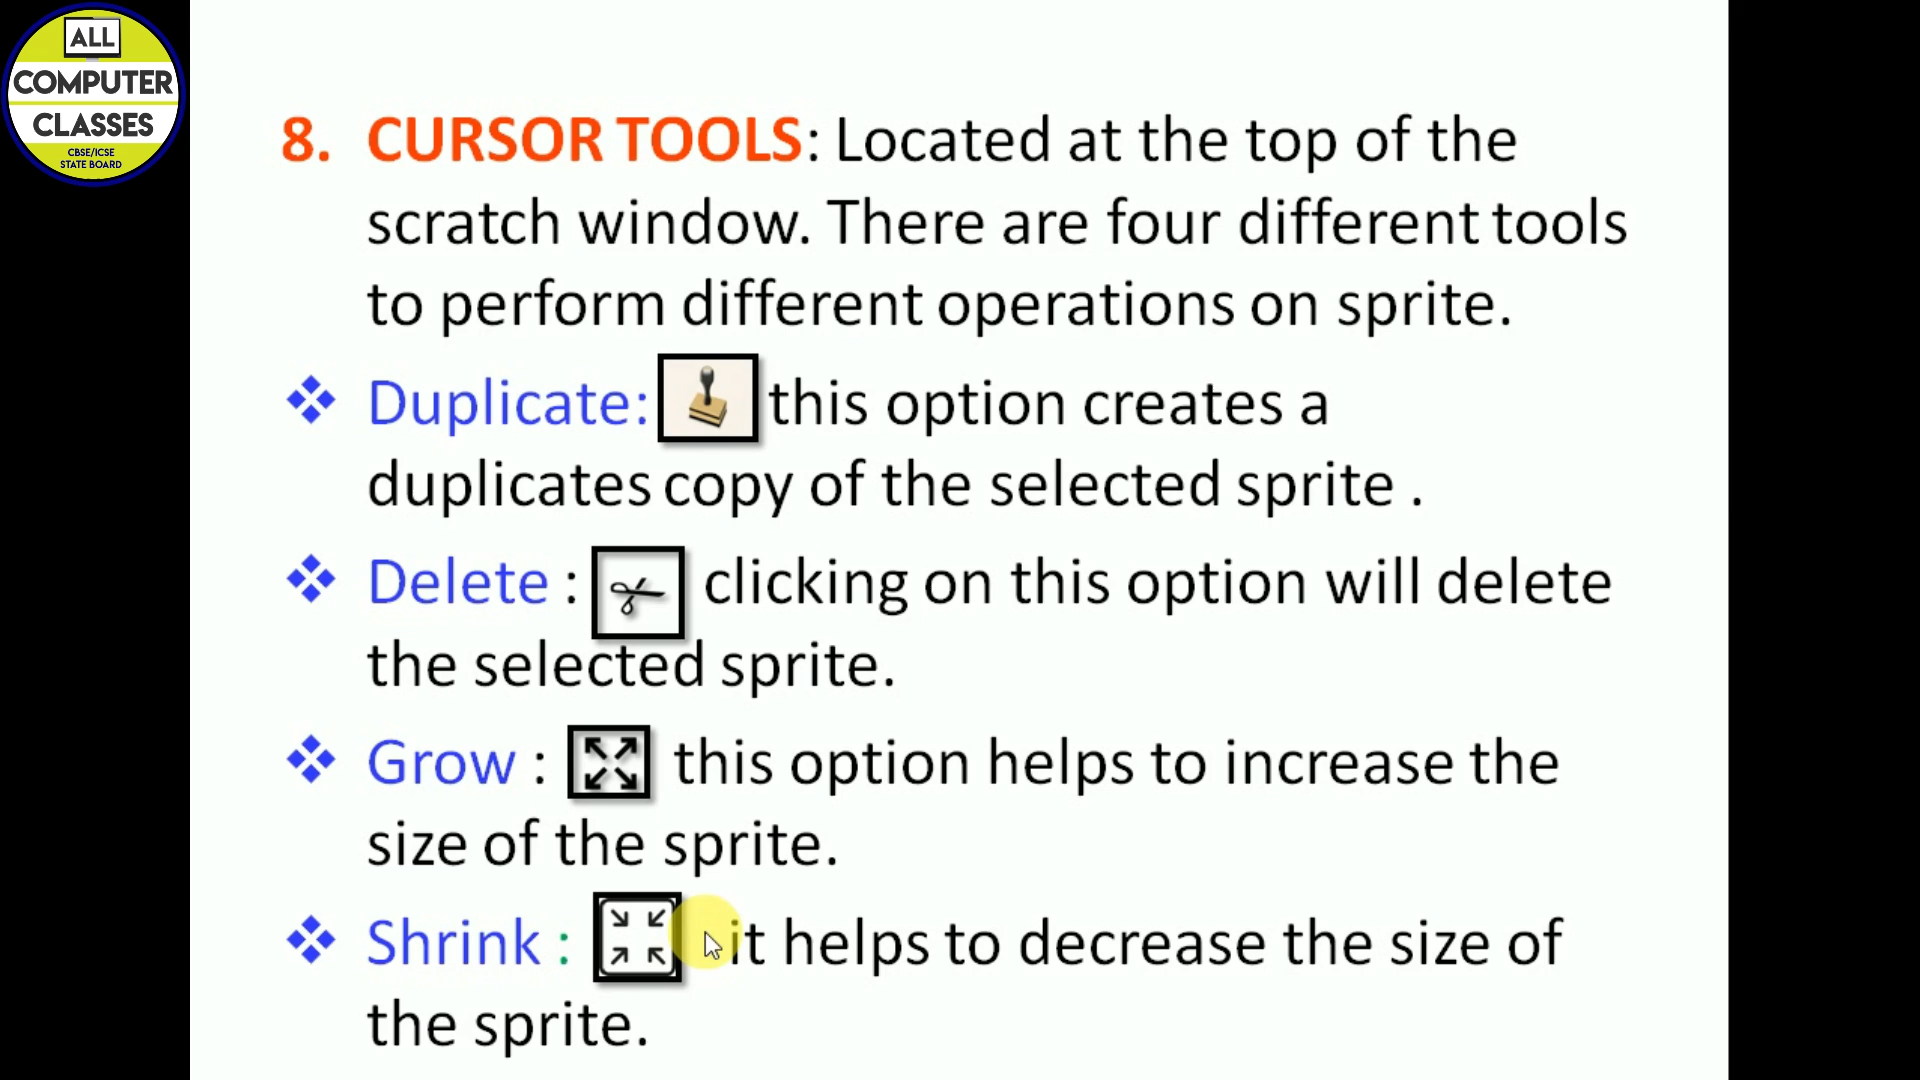 ALL
COMPUTER
CLASSES
CBSE/ICSE
STATE BOARD
8. CURSOR TOOLS: Located at the top of the
scratch window. There are four different tools
to perform different operations on sprite.
Duplicate: this option creates a
duplicates copy of the selected sprite .
Delete : clicking on this option will delete
the selected sprite.
Grow : this option helps to increase the
size of the sprite.
Shrink : it helps to decrease the size of
the sprite.